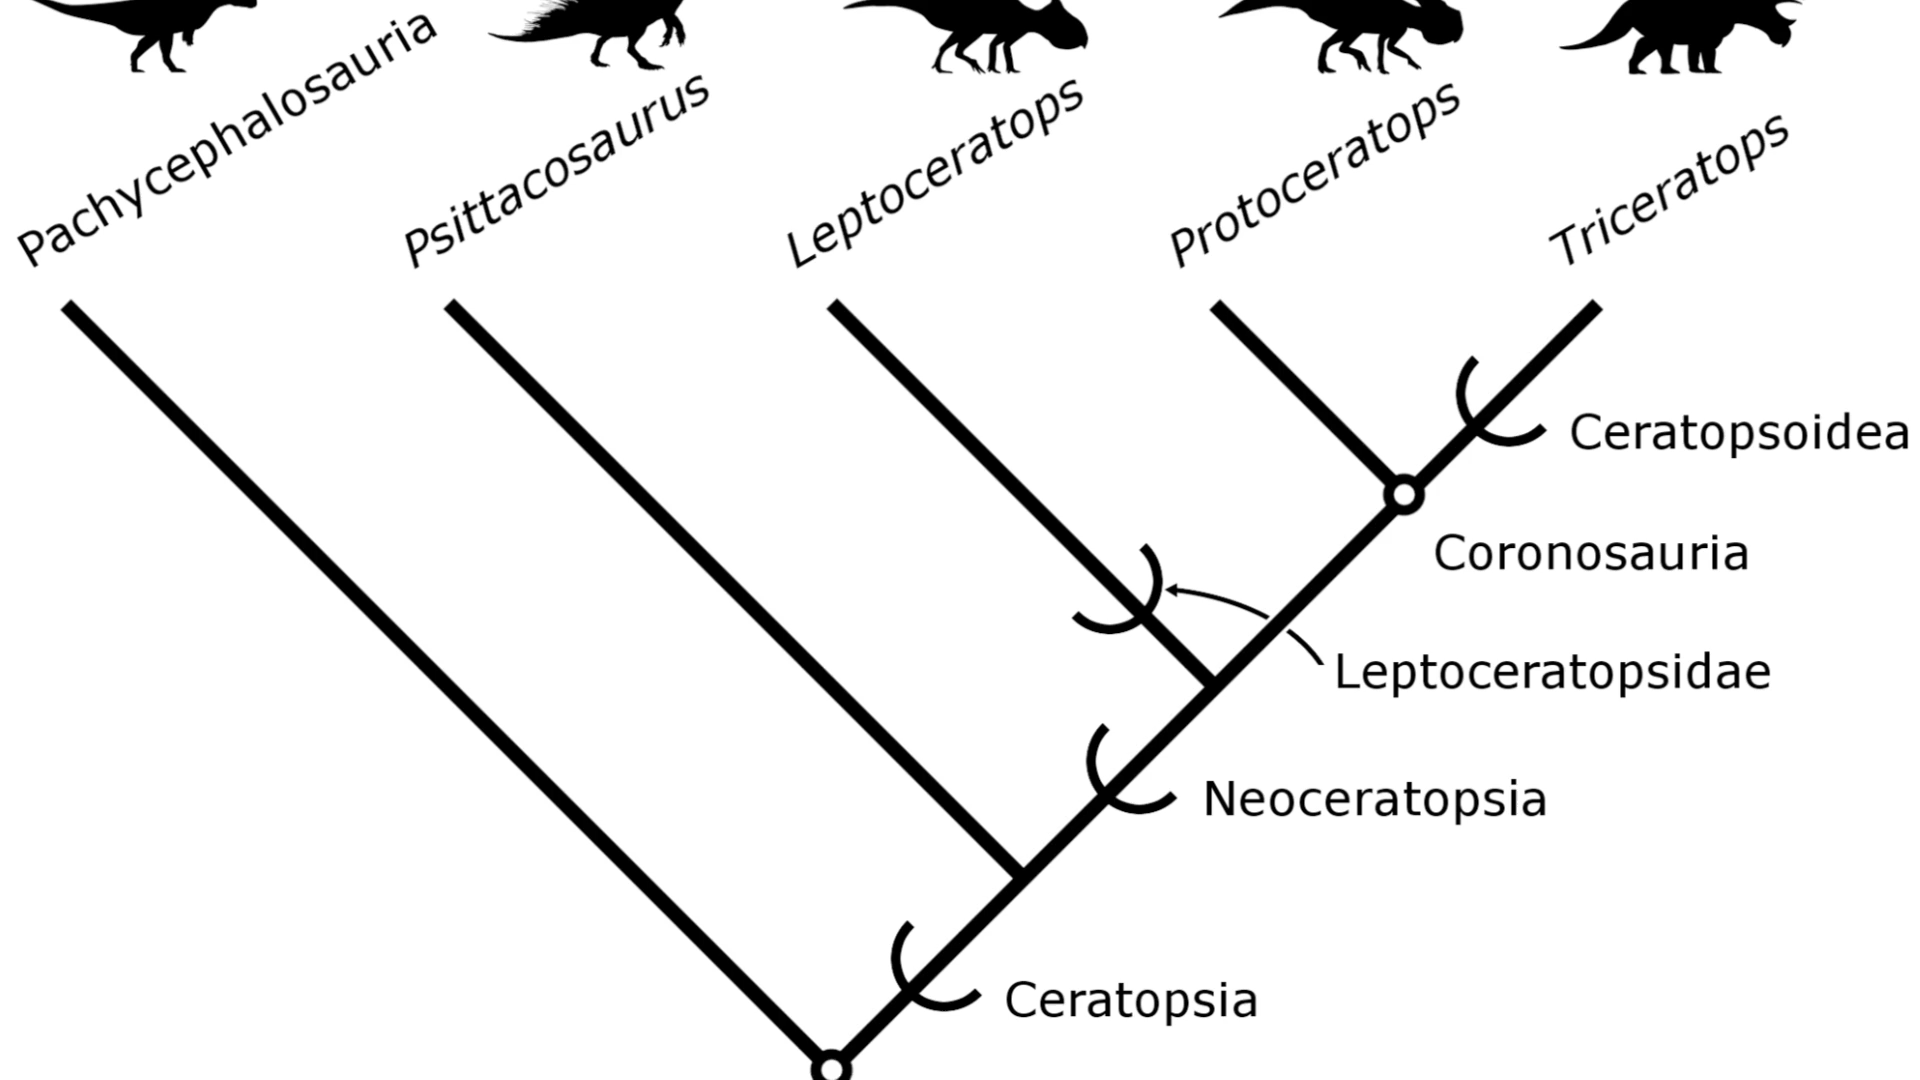 Pachycephalosauria
Psittacosaurus
Leptoceratops
Protoceratops
Triceratops
Ceratopsoidea
Coronosauria
Leptoceratopsidae
Neoceratopsia
Ceratopsia